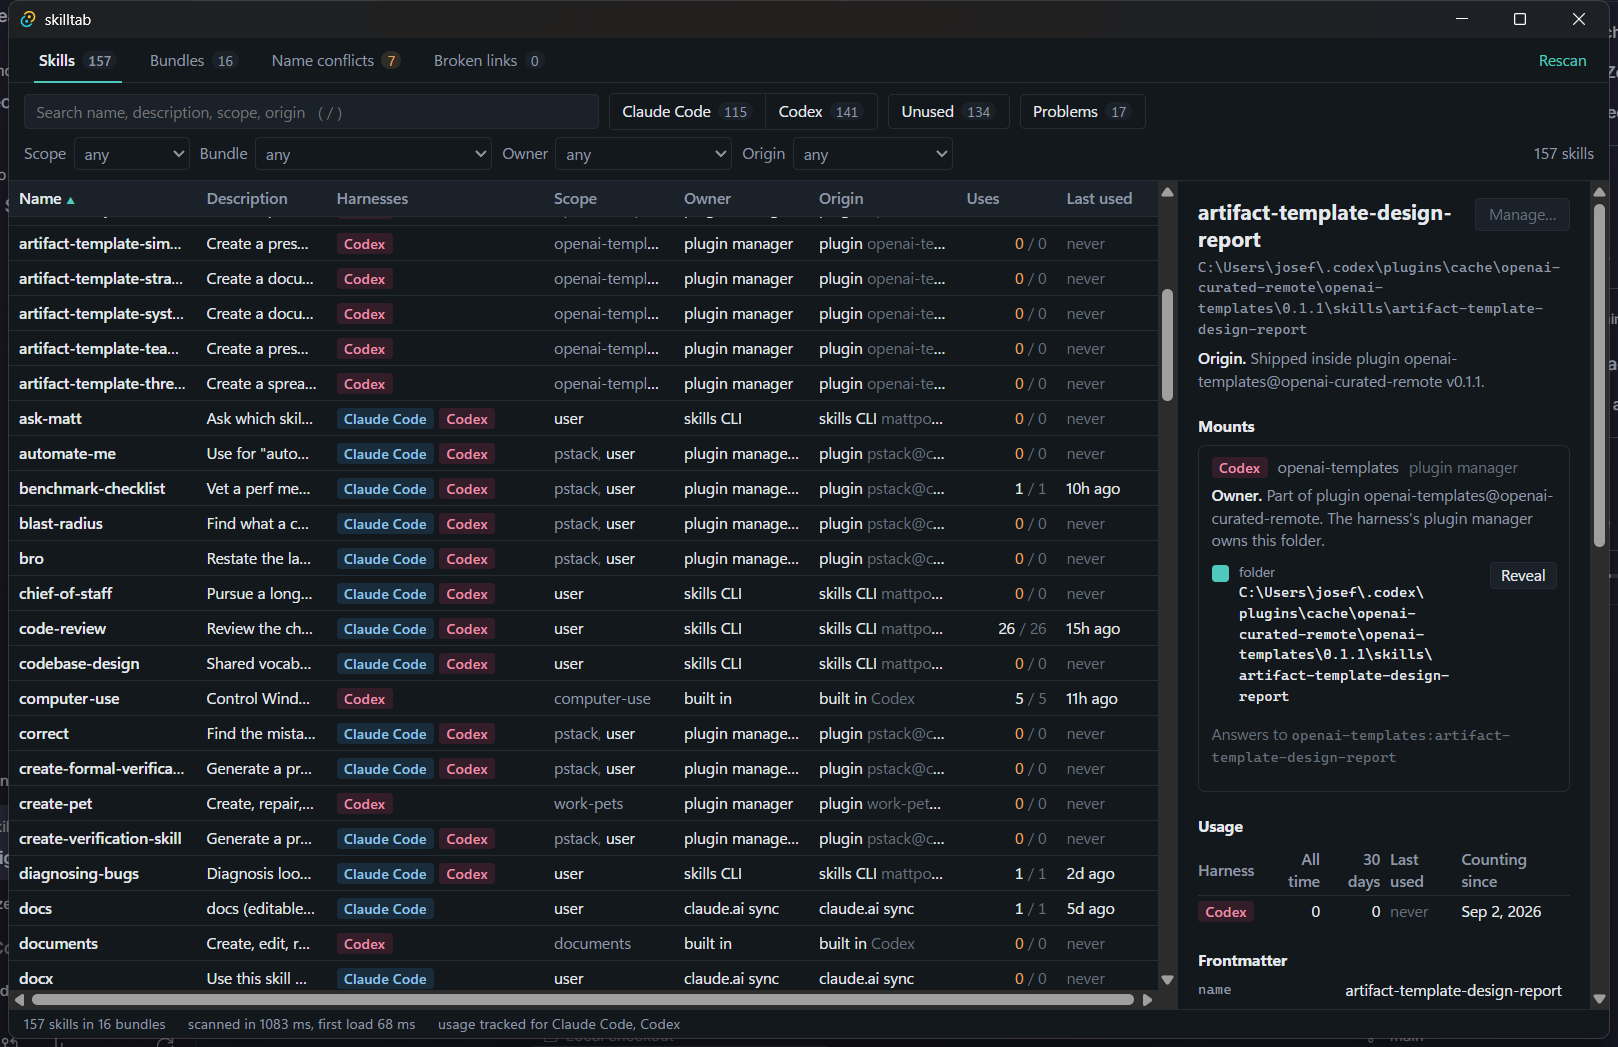 skilltab
Skills 157 Bundles 16 Name conflicts 7 Broken links 0 Rescan
Search name, description, scope, origin ( / ) Claude Code 115 Codex 141 Unused 134 Problems 17
Scope any Bundle any Owner any Origin any 157 skills
Name ▲ Description Harnesses Scope Owner Origin Uses Last used
artifact-template-sim... Create a pres... Codex openai-templ... plugin manager plugin openai-te... 0 / 0 never
artifact-template-stra... Create a docu... Codex openai-templ... plugin manager plugin openai-te... 0 / 0 never
artifact-template-syst... Create a docu... Codex openai-templ... plugin manager plugin openai-te... 0 / 0 never
artifact-template-tea... Create a pres... Codex openai-templ... plugin manager plugin openai-te... 0 / 0 never
artifact-template-thre... Create a sprea... Codex openai-templ... plugin manager plugin openai-te... 0 / 0 never
ask-matt Ask which skil... Claude Code Codex user skills CLI skills CLI mattpo... 0 / 0 never
automate-me Use for "auto... Claude Code Codex pstack, user plugin manage... plugin pstack@c... 0 / 0 never
benchmark-checklist Vet a perf me... Claude Code Codex pstack, user plugin manage... plugin pstack@c... 1 / 1 10h ago
blast-radius Find what a c... Claude Code Codex pstack, user plugin manage... plugin pstack@c... 0 / 0 never
bro Restate the la... Claude Code Codex pstack, user plugin manage... plugin pstack@c... 0 / 0 never
chief-of-staff Pursue a long... Claude Code Codex user skills CLI skills CLI mattpo... 0 / 0 never
code-review Review the ch... Claude Code Codex user skills CLI skills CLI mattpo... 26 / 26 15h ago
codebase-design Shared vocab... Claude Code Codex user skills CLI skills CLI mattpo... 0 / 0 never
computer-use Control Wind... Codex computer-use built in built in Codex 5 / 5 11h ago
correct Find the mista... Claude Code Codex pstack, user plugin manage... plugin pstack@c... 0 / 0 never
create-formal-verifica... Generate a pr... Claude Code Codex pstack, user plugin manage... plugin pstack@c... 0 / 0 never
create-pet Create, repair,... Codex work-pets plugin manager plugin work-pet... 0 / 0 never
create-verification-skill Generate a pr... Claude Code Codex pstack, user plugin manage... plugin pstack@c... 0 / 0 never
diagnosing-bugs Diagnosis loo... Claude Code Codex user skills CLI skills CLI mattpo... 1 / 1 2d ago
docs docs (editable... Claude Code user claude.ai sync claude.ai sync 1 / 1 5d ago
documents Create, edit, r... Codex documents built in built in Codex 0 / 0 never
docx Use this skill ... Claude Code user claude.ai sync claude.ai sync 0 / 0 never
artifact-template-design-
report
Manage...
C:\Users\josef\.codex\plugins\cache\openai-
curated-remote\openai-
templates\0.1.1\skills\artifact-template-
design-report
Origin. Shipped inside plugin openai-
templates@openai-curated-remote v0.1.1.
Mounts
Codex openai-templates plugin manager
Owner. Part of plugin openai-templates@openai-
curated-remote. The harness's plugin manager
owns this folder.
folder
Reveal
C:\Users\josef\.codex\
plugins\cache\openai-
curated-remote\openai-
templates\0.1.1\skills\
artifact-template-design-
report
Answers to openai-templates:artifact-
template-design-report
Usage
Harness All time 30 days Last used Counting since
Codex 0 0 never Sep 2, 2026
Frontmatter
name artifact-template-design-report
157 skills in 16 bundles scanned in 1083 ms, first load 68 ms usage tracked for Claude Code, Codex